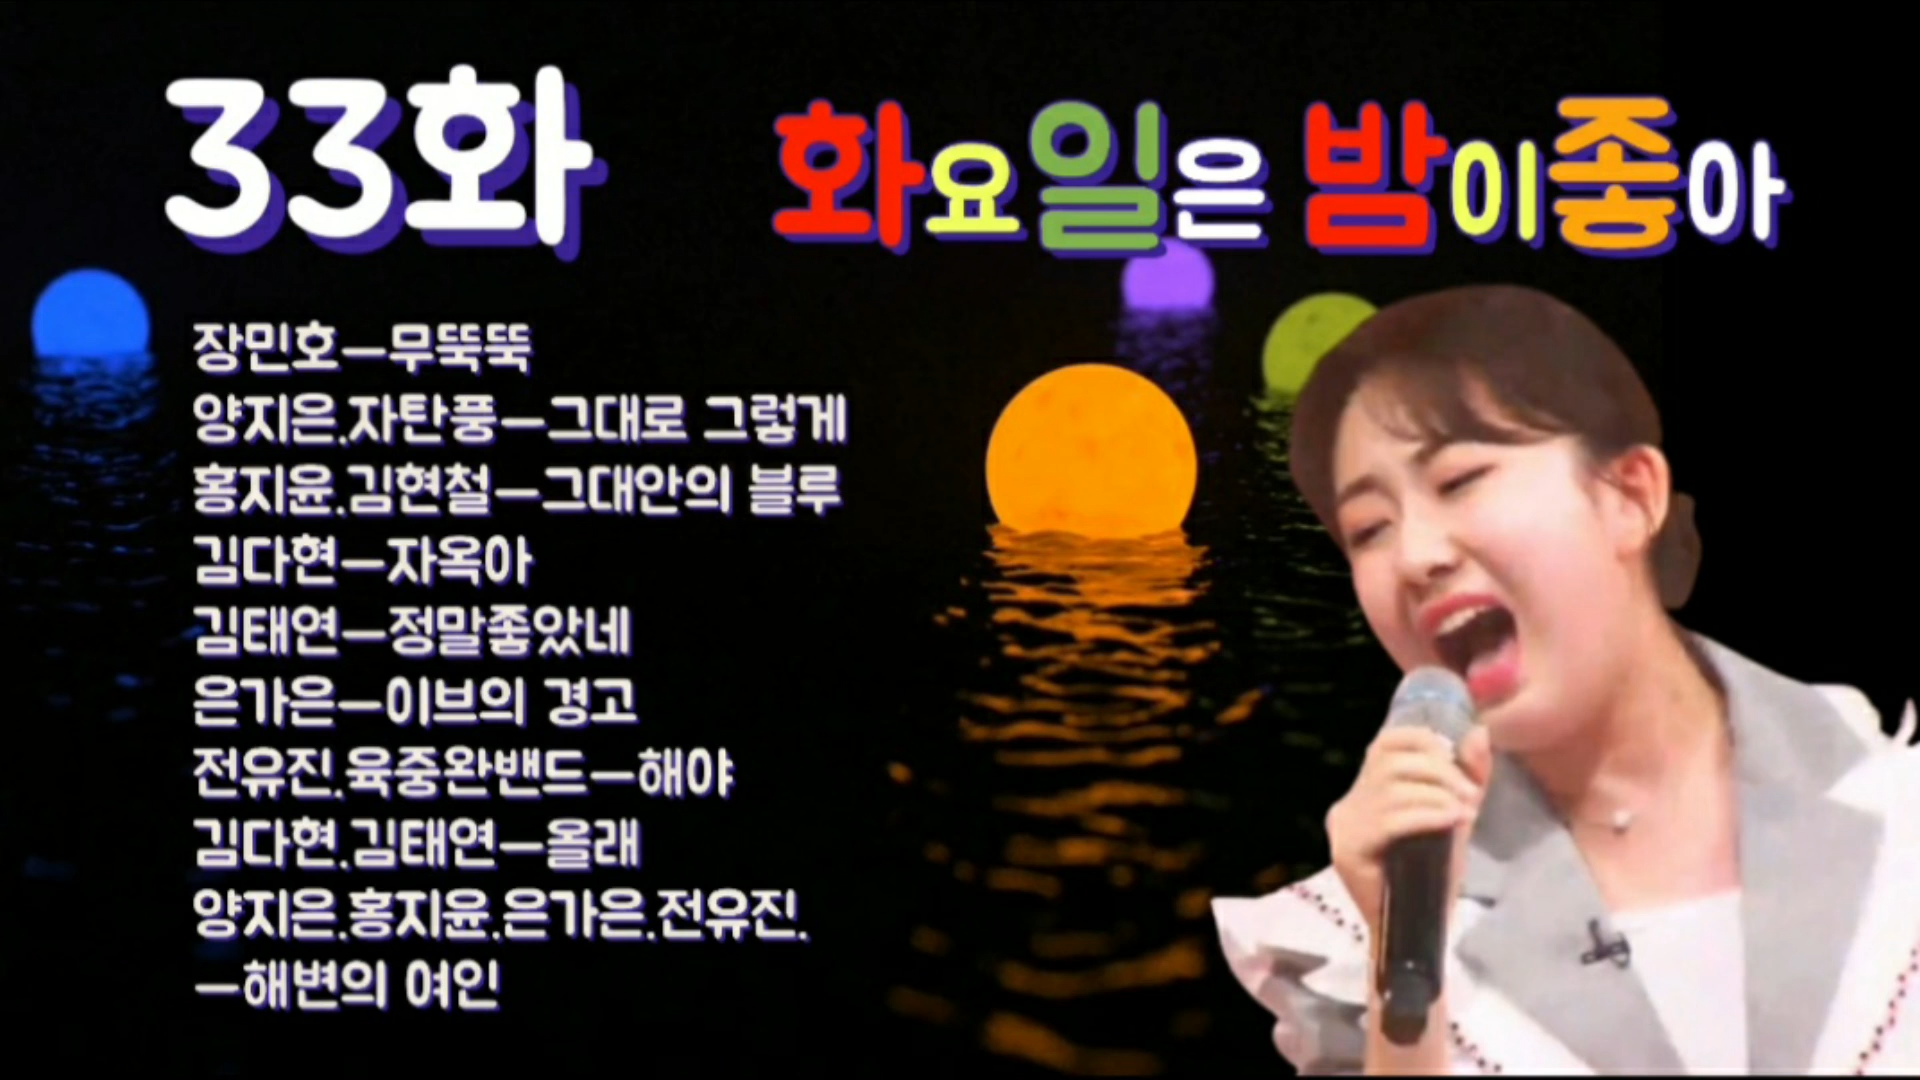 33화
화요일은 밤이좋아
장민호-무뚝뚝
양지은.자탄풍-그대로 그렇게
홍지윤.김현철-그대안의 블루
김다현-자옥아
김태연-정말좋았네
은가은-이브의 경고
전유진.육중완밴드-해야
김다현.김태연-올래
양지은.홍지윤.은가은.전유진.
-해변의 여인